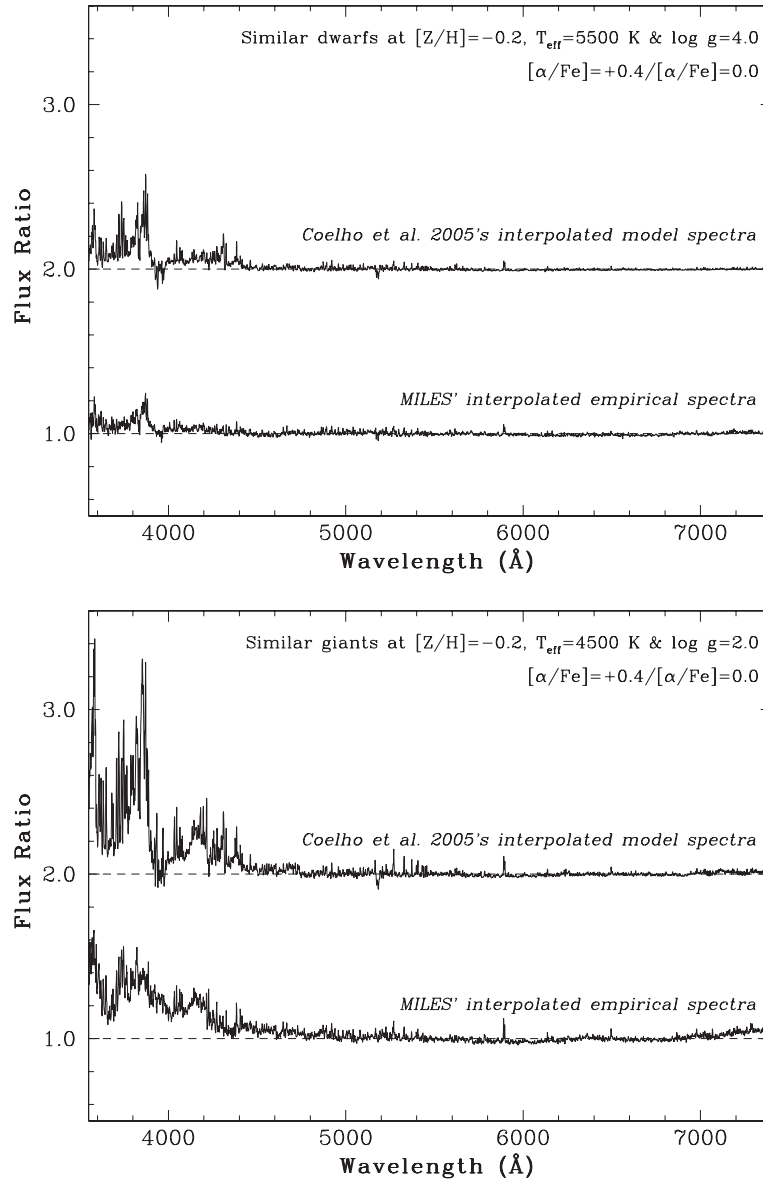 Similar dwarfs at [Z/H]=−0.2, Teff=5500 K & log g=4.0
[α/Fe]=+0.4/[α/Fe]=0.0
3.0
Coelho et al. 2005's interpolated model spectra
2.0
MILES' interpolated empirical spectra
1.0
Flux Ratio
4000 5000 6000 7000
Wavelength (Å)
Similar giants at [Z/H]=−0.2, Teff=4500 K & log g=2.0
[α/Fe]=+0.4/[α/Fe]=0.0
3.0
Coelho et al. 2005's interpolated model spectra
2.0
MILES' interpolated empirical spectra
1.0
Flux Ratio
4000 5000 6000 7000
Wavelength (Å)